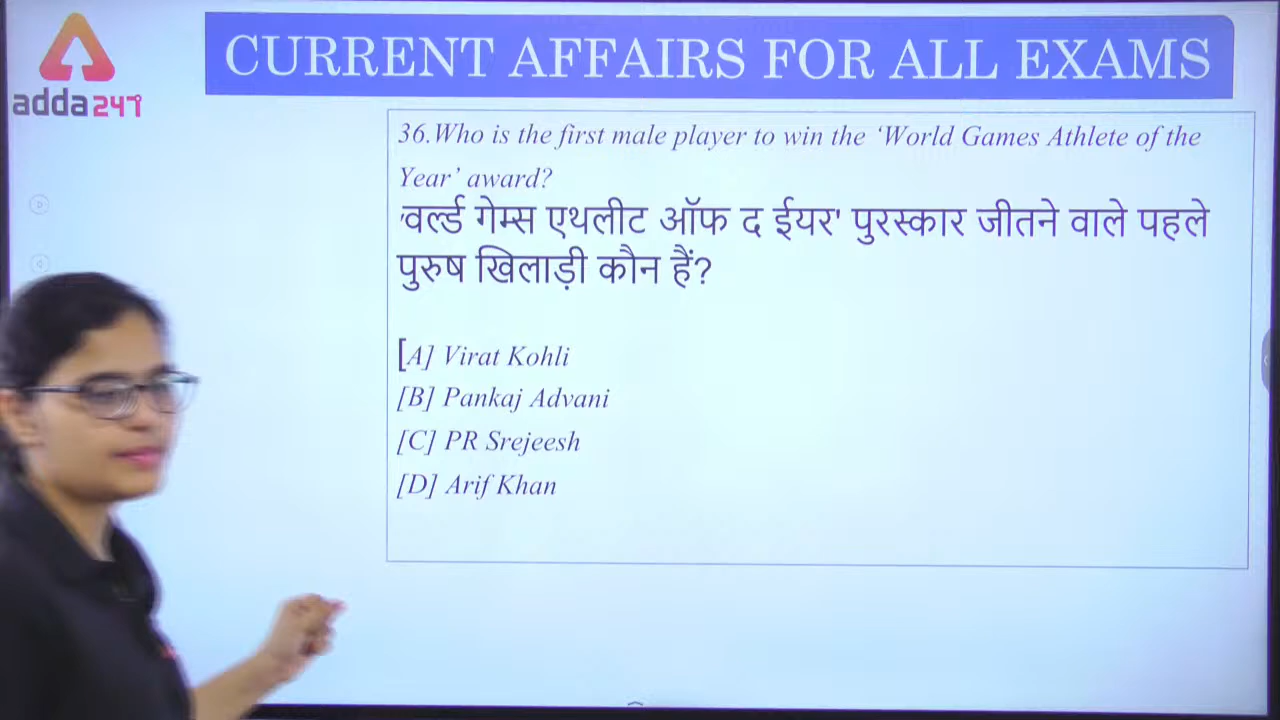 adda247
CURRENT AFFAIRS FOR ALL EXAMS
36.Who is the first male player to win the ‘World Games Athlete of the
Year’ award?
'वर्ल्ड गेम्स एथलीट ऑफ द ईयर' पुरस्कार जीतने वाले पहले
पुरुष खिलाड़ी कौन हैं?
[A] Virat Kohli
[B] Pankaj Advani
[C] PR Srejeesh
[D] Arif Khan